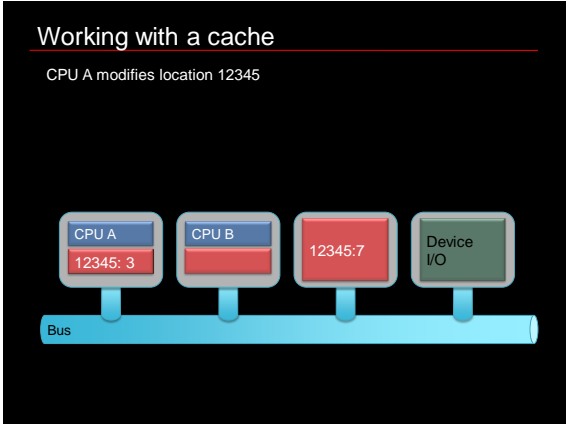 Working with a cache
CPU A modifies location 12345
CPU A
12345: 3
CPU B
12345:7
Device
I/O
Bus